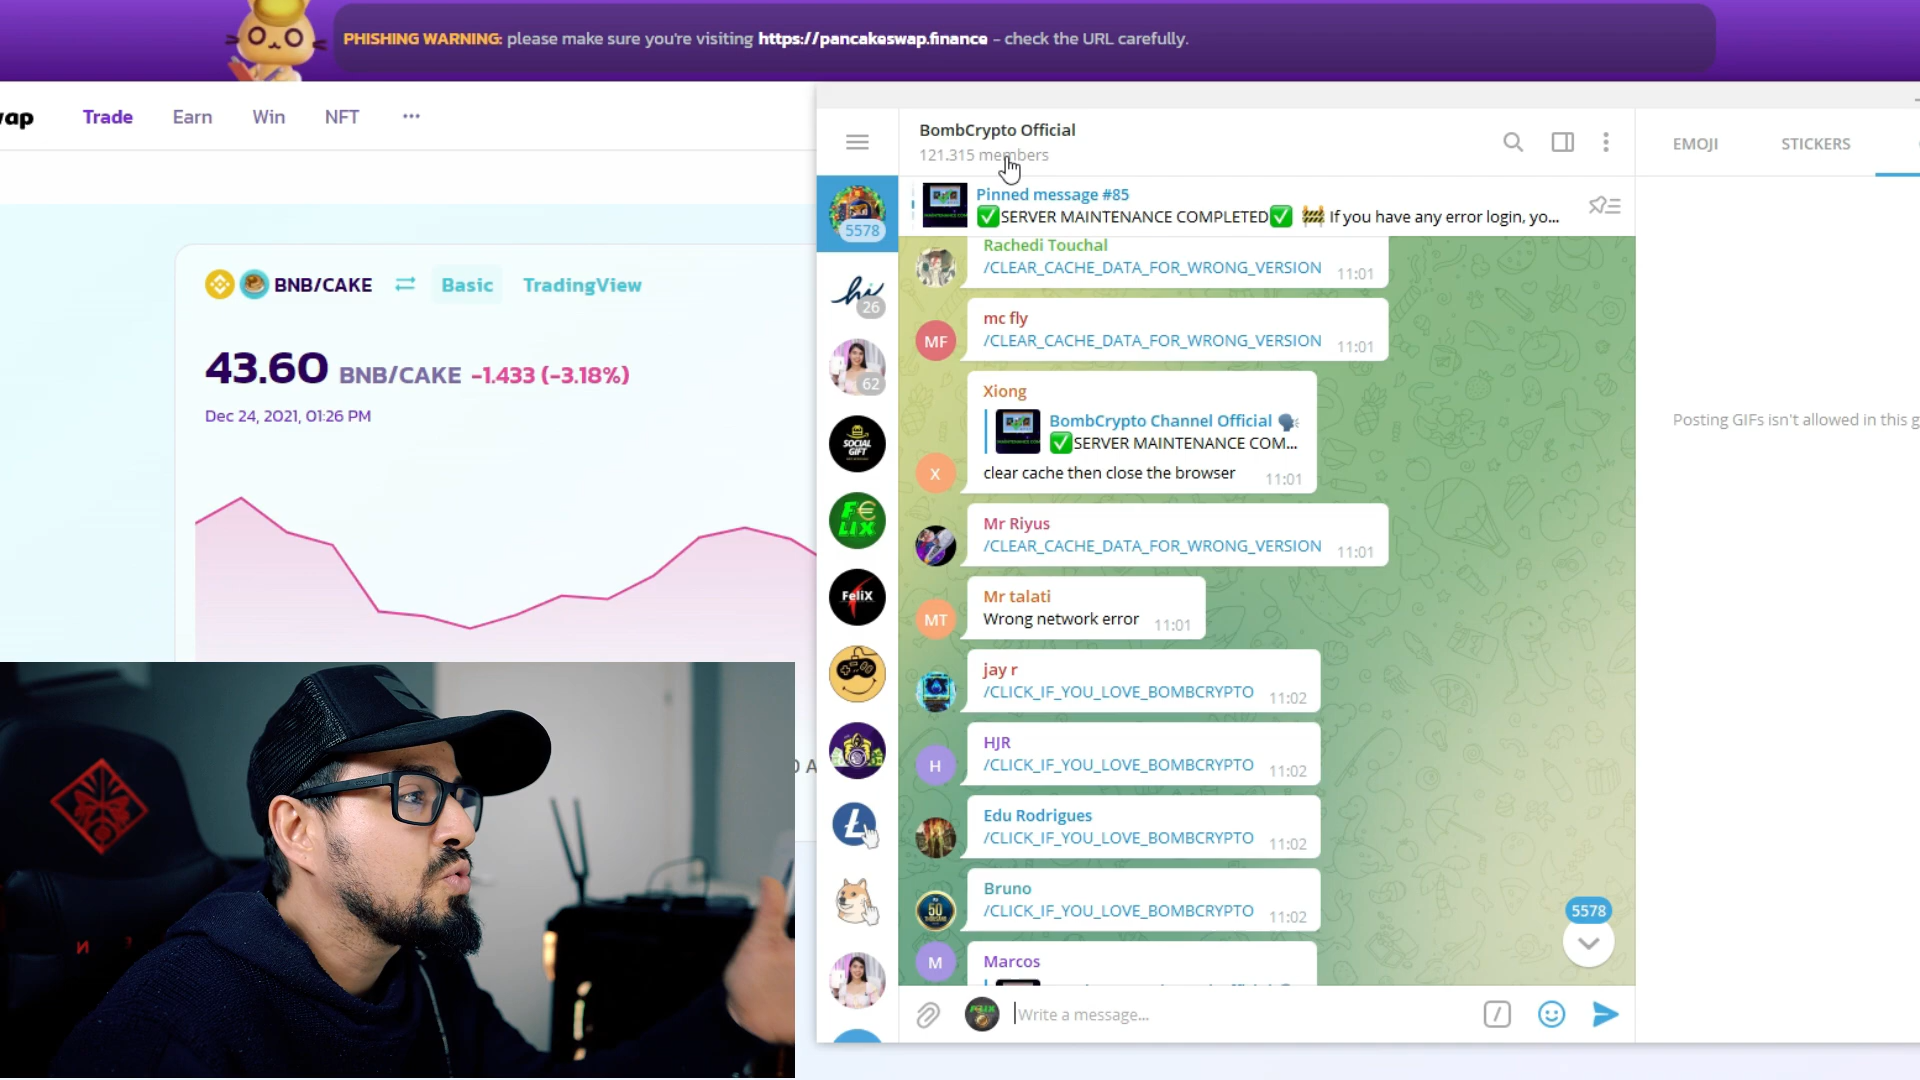 PHISHING WARNING: please make sure you're visiting https://pancakeswap.finance - check the URL carefully.
Trade Earn Win NFT ...
BNB/CAKE Basic TradingView
43.60 BNB/CAKE -1.433 (-3.18%)
Dec 24, 2021, 01:26 PM
BombCrypto Official
121.315 members
EMOJI STICKERS
5578
Pinned message #85
✅SERVER MAINTENANCE COMPLETED✅ 🚧 If you have any error login, yo...
26
62
SOCIAL GIFT
F€LIX
FeliX
Rachedi Touchal
/CLEAR_CACHE_DATA_FOR_WRONG_VERSION 11:01
MF
mc fly
/CLEAR_CACHE_DATA_FOR_WRONG_VERSION 11:01
Xiong
BombCrypto Channel Official 🗣
✅SERVER MAINTENANCE COM...
X
clear cache then close the browser 11:01
Mr Riyus
/CLEAR_CACHE_DATA_FOR_WRONG_VERSION 11:01
MT
Mr talati
Wrong network error 11:01
jay r
/CLICK_IF_YOU_LOVE_BOMBCRYPTO 11:02
H
HJR
/CLICK_IF_YOU_LOVE_BOMBCRYPTO 11:02
Edu Rodrigues
/CLICK_IF_YOU_LOVE_BOMBCRYPTO 11:02
50
Bruno
/CLICK_IF_YOU_LOVE_BOMBCRYPTO 11:02
M
Marcos
5578
Write a message...
Posting GIFs isn't allowed in this g